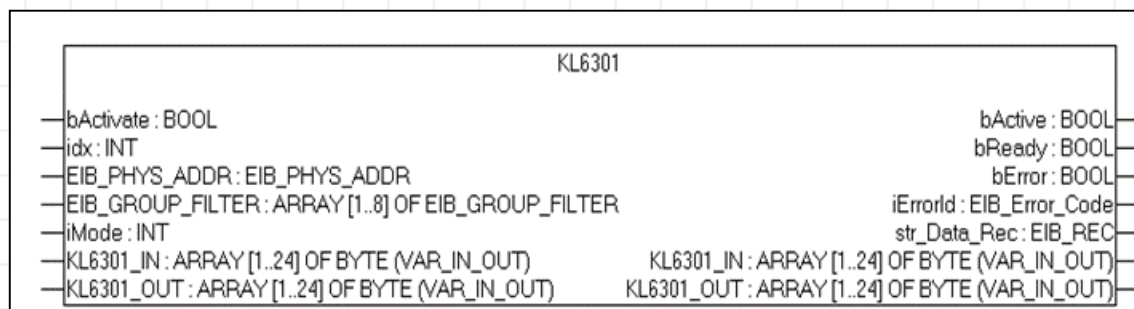 KL6301
bActivate : BOOL bActive : BOOL
idx : INT bReady : BOOL
EIB_PHYS_ADDR : EIB_PHYS_ADDR bError : BOOL
EIB_GROUP_FILTER : ARRAY [1..8] OF EIB_GROUP_FILTER iErrorId : EIB_Error_Code
iMode : INT str_Data_Rec : EIB_REC
KL6301_IN : ARRAY [1..24] OF BYTE (VAR_IN_OUT) KL6301_IN : ARRAY [1..24] OF BYTE (VAR_IN_OUT)
KL6301_OUT : ARRAY [1..24] OF BYTE (VAR_IN_OUT) KL6301_OUT : ARRAY [1..24] OF BYTE (VAR_IN_OUT)